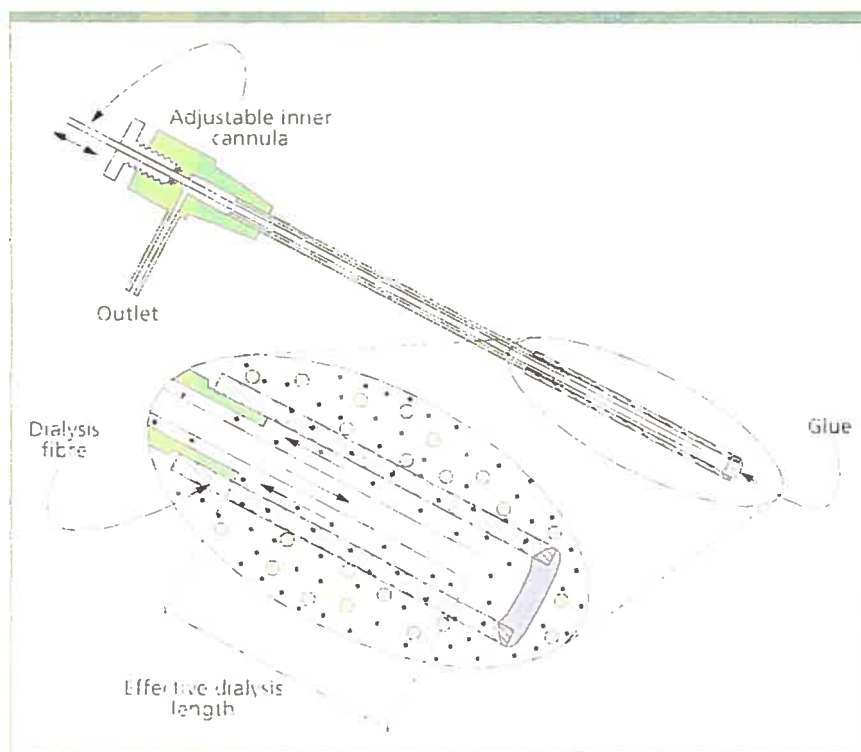 Adjustable inner
cannula
Outlet
Dialysis
fibre
Glue
Effective dialysis
length